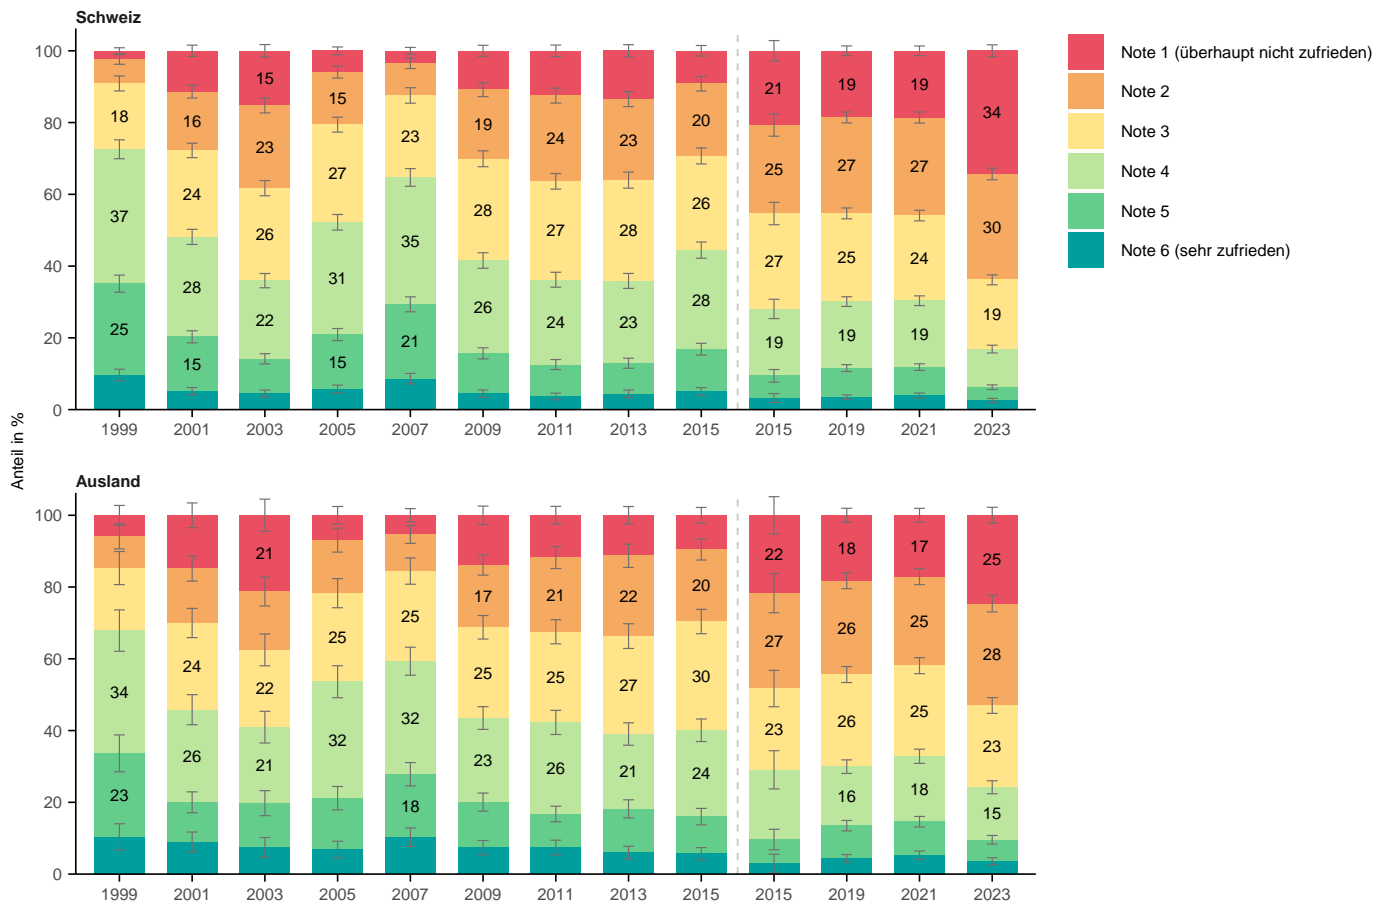 Schweiz
100 15 15 21 19 19 34
80 18 16 23 27 23 19 24 23 20 25 27 27 30
60 37 24 26 31 35 28 27 28 26 27 25 24 19
40 25 28 22 15 21 26 24 23 28 19 19 19
20 15
0
1999 2001 2003 2005 2007 2009 2011 2013 2015 2015 2019 2021 2023
Note 1 (überhaupt nicht zufrieden)
Note 2
Note 3
Note 4
Note 5
Note 6 (sehr zufrieden)
Anteil in %
Ausland
100 21 22 18 17 25
80 34 24 22 25 25 17 21 22 20 27 26 25 28
60 23 26 21 32 32 25 25 27 30 23 26 25 23
40 18 23 26 21 24 16 18 15
20
0
1999 2001 2003 2005 2007 2009 2011 2013 2015 2015 2019 2021 2023